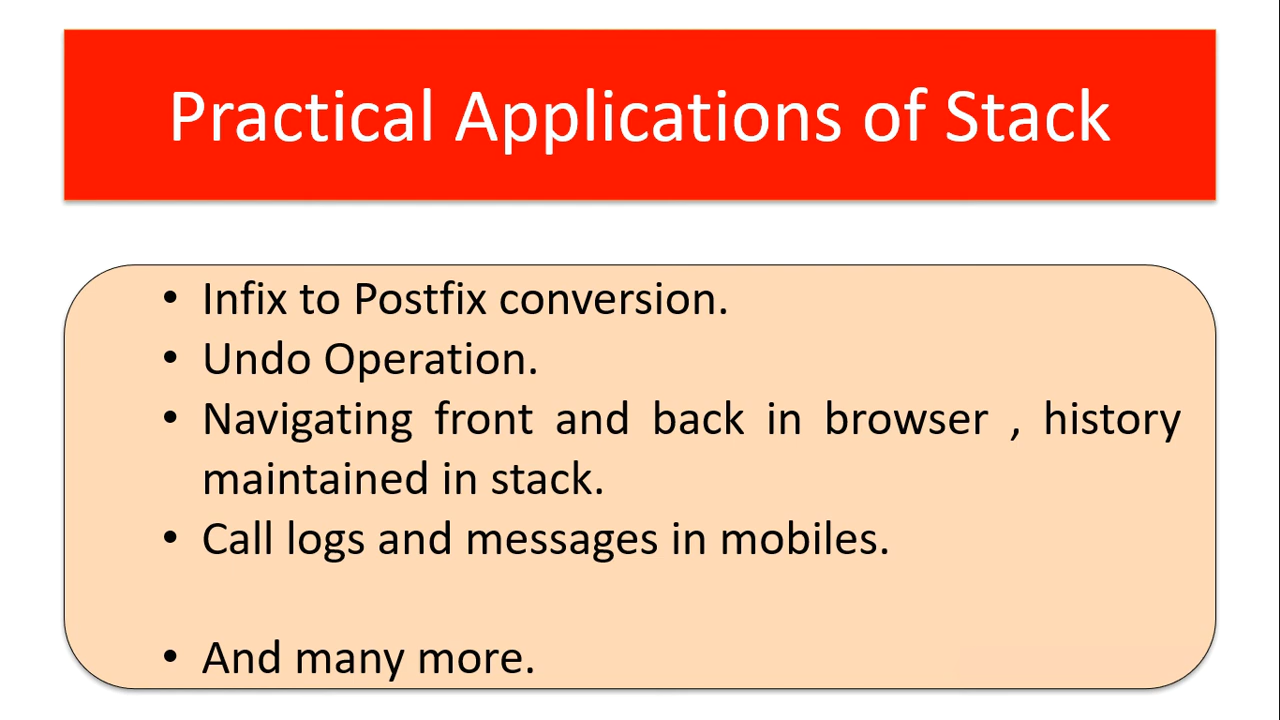 Practical Applications of Stack
• Infix to Postfix conversion.
• Undo Operation.
• Navigating front and back in browser , history
maintained in stack.
• Call logs and messages in mobiles.
• And many more.